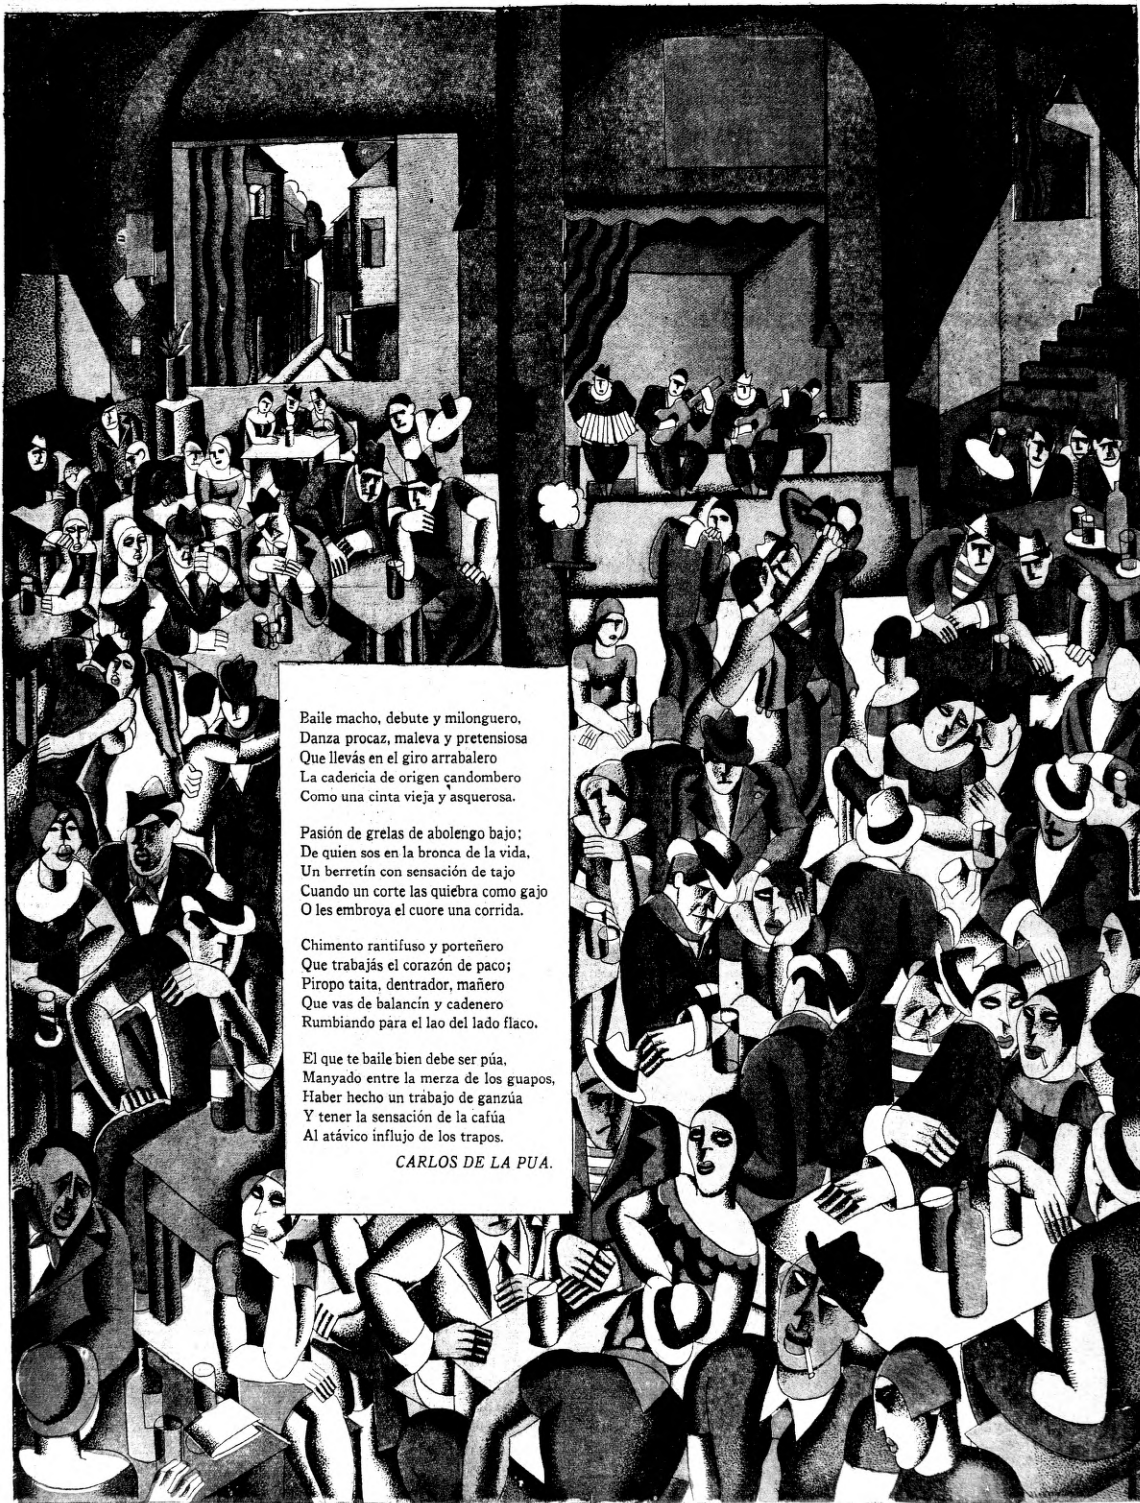 Baile macho, debute y milonguero,
Danza procaz, maleva y pretensiosa
Que llevás en el giro arrabalero
La cadencia de origen candombero
Como una cinta vieja y asquerosa.
Pasión de grelas de abolengo bajo;
De quien sos en la bronca de la vida,
Un berretín con sensación de tajo
Cuando un corte las quiebra como gajo
O les embroya el cuore una corrida.
Chimento rantifuso y porteñero
Que trabajás el corazón de paco;
Piropo taita, dentrador, mañero
Que vas de balancín y cadenero
Rumbiando para el lao del lado flaco.
El que te baile bien debe ser púa,
Manyado entre la merza de los guapos,
Haber hecho un trabajo de ganzúa
Y tener la sensación de la cafúa
Al atávico influjo de los trapos.
CARLOS DE LA PUA.